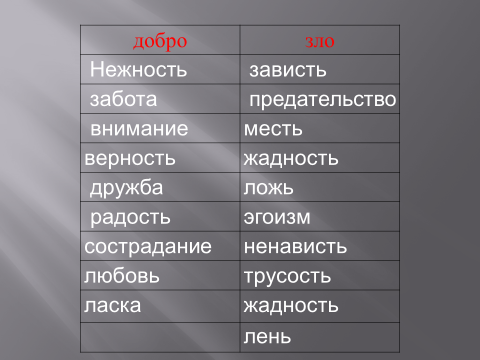 добро зло
Нежность зависть
забота предательство
внимание месть
верность жадность
дружба ложь
радость эгоизм
сострадание ненависть
любовь трусость
ласка жадность
лень